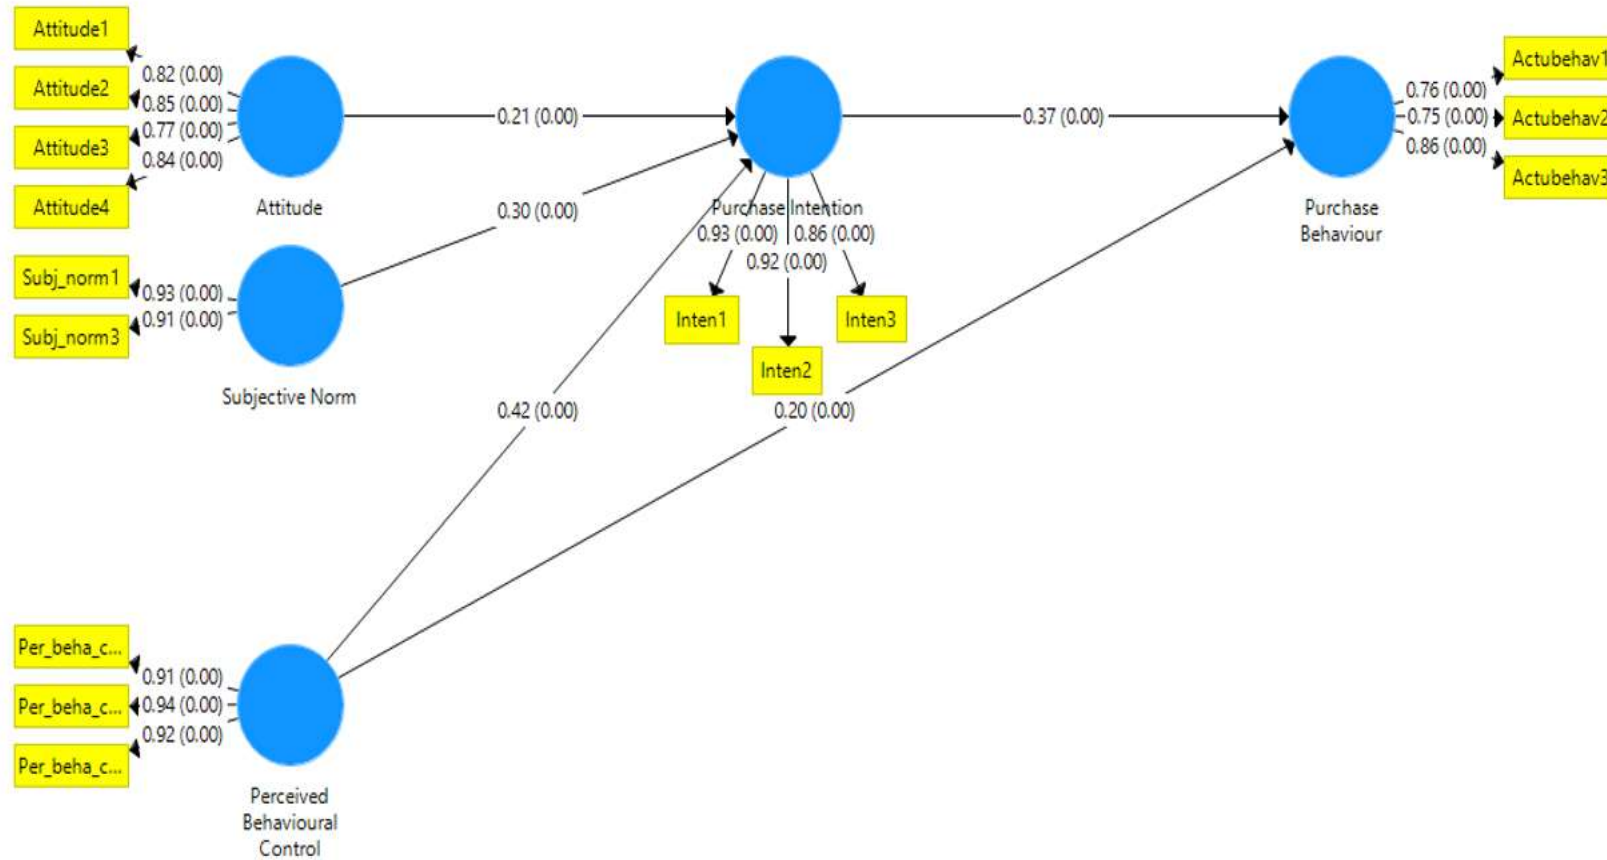 Attitude1
Attitude2
Attitude3
Attitude4
0.82 (0.00)
0.85 (0.00)
0.77 (0.00)
0.84 (0.00)
Attitude
0.21 (0.00)
Subj_norm1
Subj_norm3
0.93 (0.00)
0.91 (0.00)
Subjective Norm
0.30 (0.00)
Per_beha_c...
Per_beha_c...
Per_beha_c...
0.91 (0.00)
0.94 (0.00)
0.92 (0.00)
Perceived
Behavioural
Control
0.42 (0.00)
0.20 (0.00)
Purchase Intention
0.93 (0.00)
0.86 (0.00)
0.92 (0.00)
Inten1
Inten3
Inten2
0.37 (0.00)
Purchase
Behaviour
0.76 (0.00)
0.75 (0.00)
0.86 (0.00)
Actubehav1
Actubehav2
Actubehav3